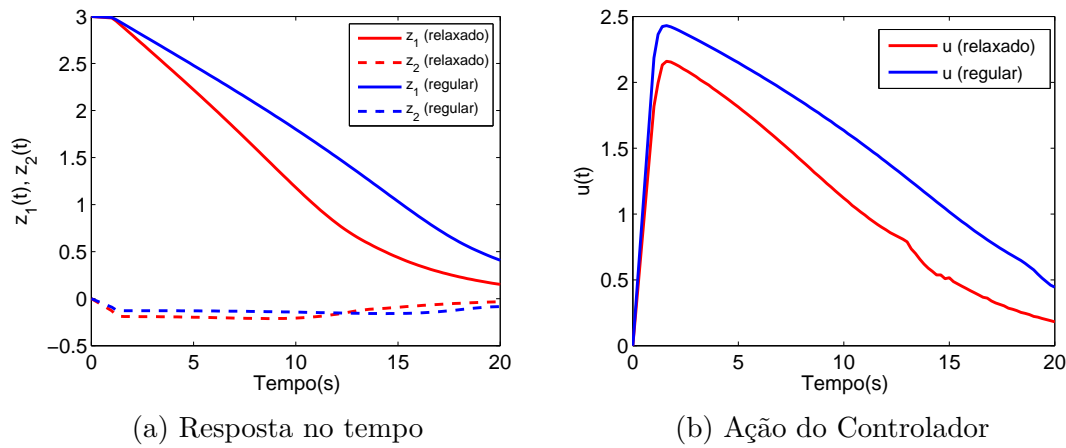 3
2.5
2
1.5
1
0.5
0
−0.5
z1(t), z2(t)
z1 (relaxado)
z2 (relaxado)
z1 (regular)
z2 (regular)
0 5 10 15 20
Tempo(s)
(a) Resposta no tempo
2.5
2
1.5
1
0.5
0
u(t)
u (relaxado)
u (regular)
0 5 10 15 20
Tempo(s)
(b) Ação do Controlador